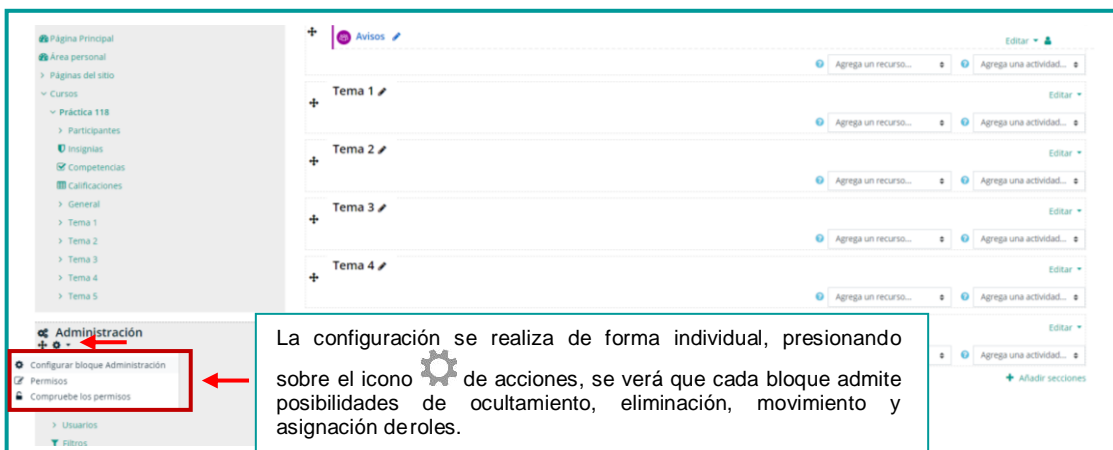 Página Principal
Área personal
Páginas del sitio
Cursos
Práctica 118
Participantes
Insignias
Competencias
Calificaciones
General
Tema 1
Tema 2
Tema 3
Tema 4
Tema 5
Administración
Configurar bloque Administración
Permisos
Compruebe los permisos
Usuarios
Filtros
Avisos
Editar
Agrega un recurso... Agrega una actividad...
Tema 1
Editar
Agrega un recurso... Agrega una actividad...
Tema 2
Editar
Agrega un recurso... Agrega una actividad...
Tema 3
Editar
Agrega un recurso... Agrega una actividad...
Tema 4
Editar
Agrega un recurso... Agrega una actividad...
Editar
Añadir secciones
La configuración se realiza de forma individual, presionando
sobre el icono de acciones, se verá que cada bloque admite
posibilidades de ocultamiento, eliminación, movimiento y
asignación de roles.